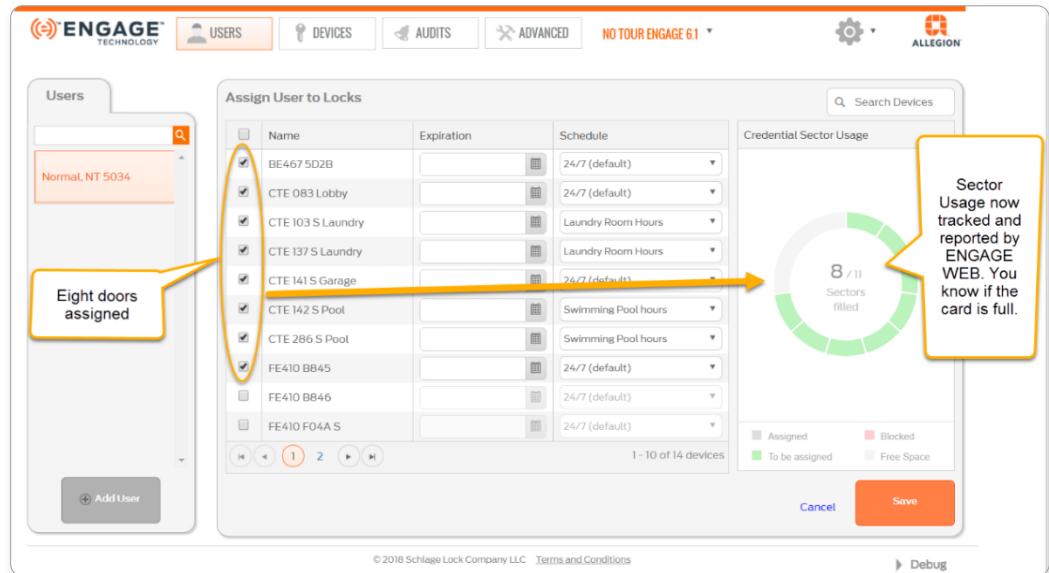 ENGAGE™
TECHNOLOGY
USERS
DEVICES
AUDITS
ADVANCED
NO TOUR ENGAGE 6.1
ALLEGION
Users
Normal, NT 5034
Add User
Eight doors
assigned
Assign User to Locks
Search Devices
Name Expiration Schedule
BE467 5D2B 24/7 (default)
CTE 083 Lobby 24/7 (default)
CTE 103 S Laundry Laundry Room Hours
CTE 137 S Laundry Laundry Room Hours
CTE 141 S Garage 24/7 (default)
CTE 142 S Pool Swimming Pool hours
CTE 286 S Pool Swimming Pool hours
FE410 B845 24/7 (default)
FE410 B846 24/7 (default)
FE410 F04A S 24/7 (default)
1 2
1 - 10 of 14 devices
Credential Sector Usage
8 / 11
Sectors
filled
Sector
Usage now
tracked and
reported by
ENGAGE
WEB. You
know if the
card is full.
Assigned Blocked
To be assigned Free Space
Cancel
Save
© 2018 Schlage Lock Company LLC Terms and Conditions
Debug